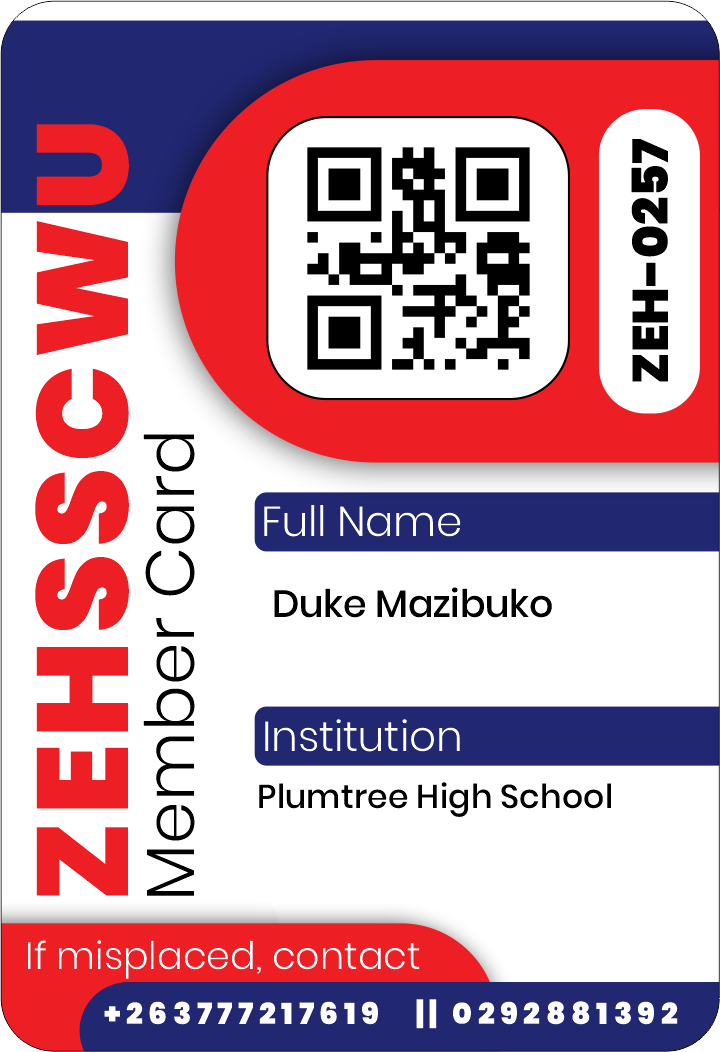 ZEHSSCWU
Member Card
ZEH-0257
Full Name
Duke Mazibuko
Institution
Plumtree High School
If misplaced, contact
+263777217619 || 0292881392